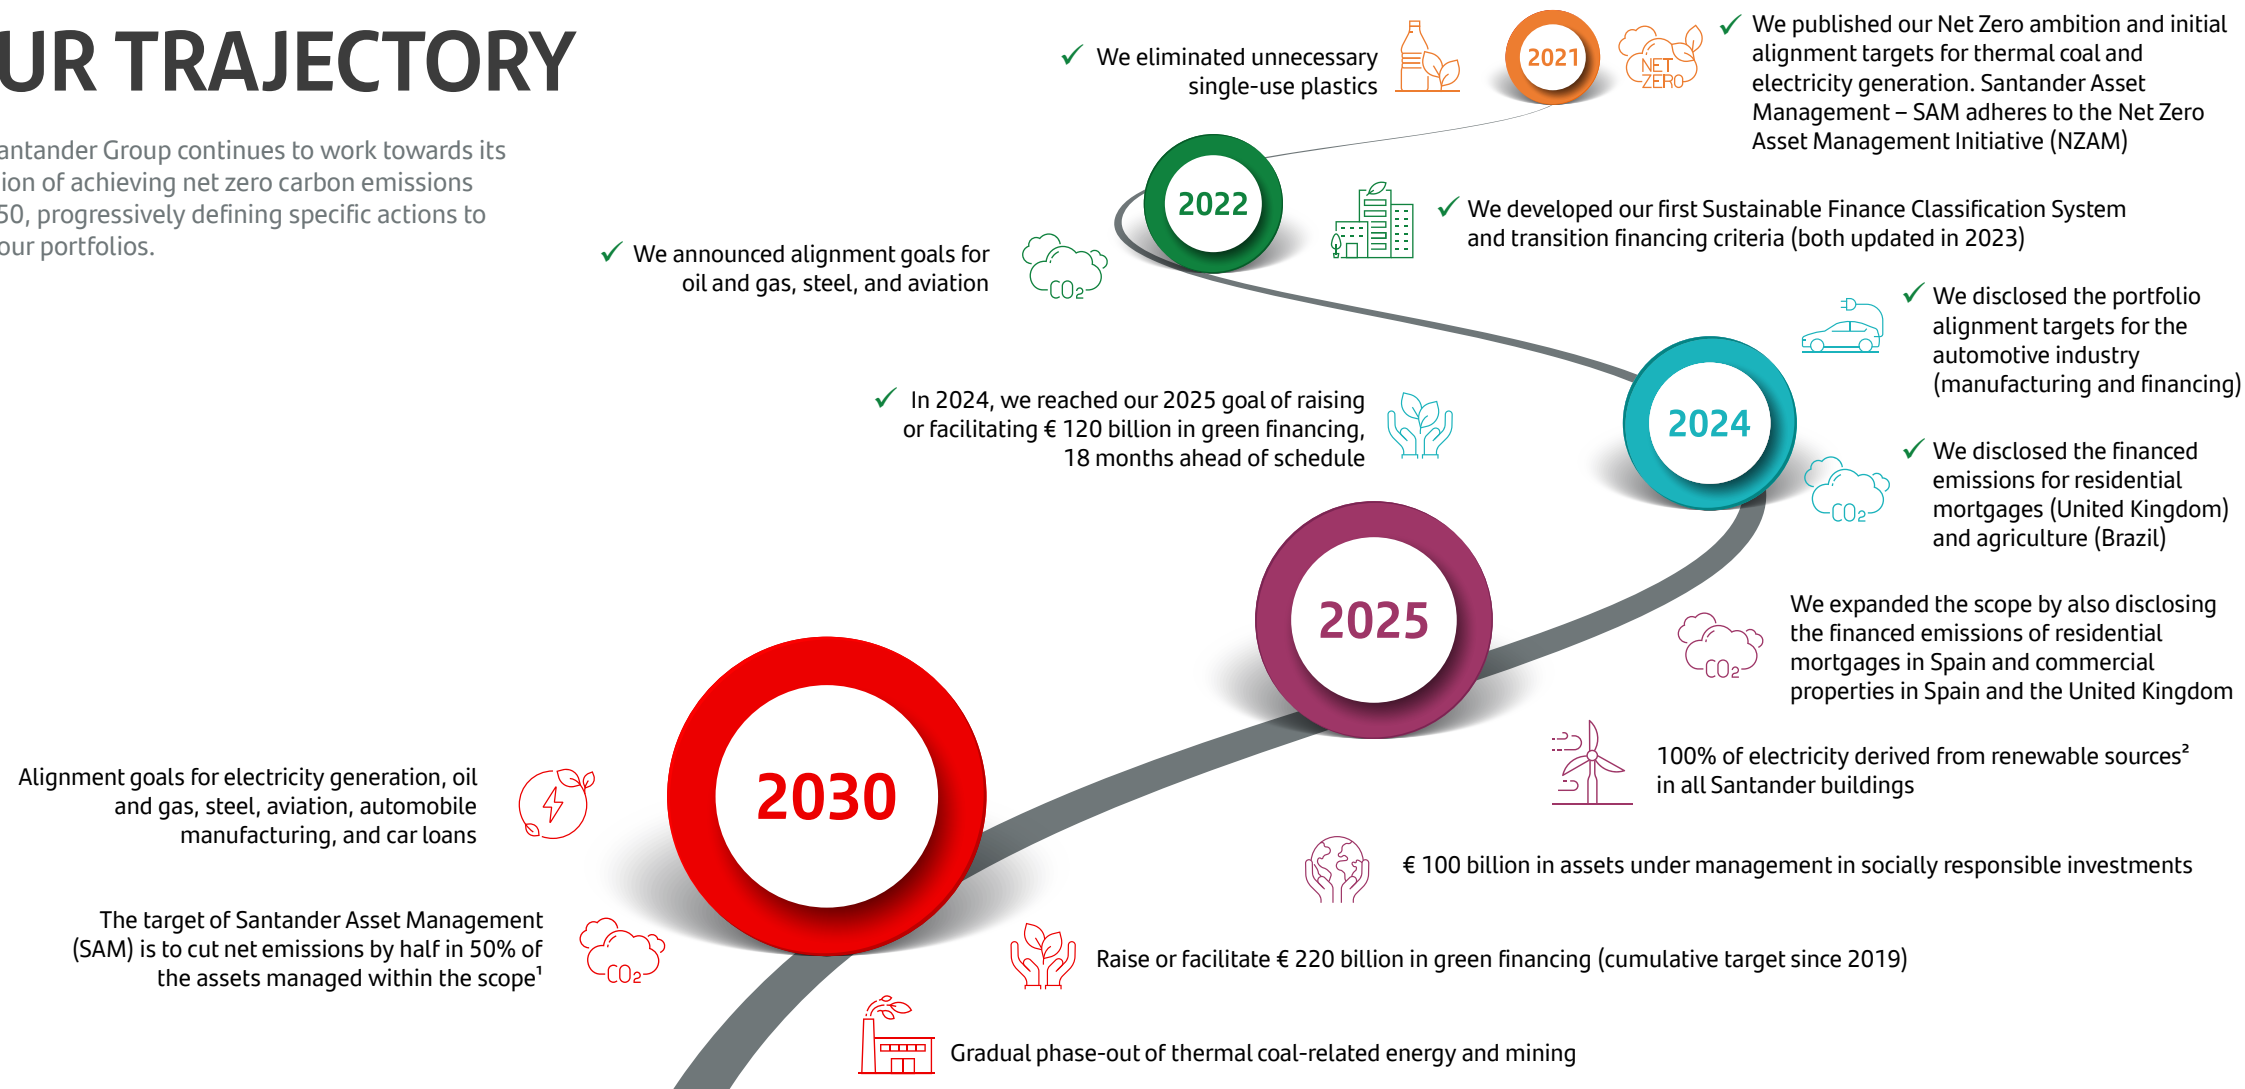 UR TRAJECTORY
antander Group continues to work towards its
ion of achieving net zero carbon emissions
50, progressively defining specific actions to
our portfolios.
We eliminated unnecessary
single-use plastics
2021
NET
ZERO
We published our Net Zero ambition and initial
alignment targets for thermal coal and
electricity generation. Santander Asset
Management – SAM adheres to the Net Zero
Asset Management Initiative (NZAM)
2022
We announced alignment goals for
oil and gas, steel, and aviation
CO2
We developed our first Sustainable Finance Classification System
and transition financing criteria (both updated in 2023)
In 2024, we reached our 2025 goal of raising
or facilitating € 120 billion in green financing,
18 months ahead of schedule
2024
We disclosed the portfolio
alignment targets for the
automotive industry
(manufacturing and financing)
CO2
We disclosed the financed
emissions for residential
mortgages (United Kingdom)
and agriculture (Brazil)
2025
CO2
We expanded the scope by also disclosing
the financed emissions of residential
mortgages in Spain and commercial
properties in Spain and the United Kingdom
100% of electricity derived from renewable sources²
in all Santander buildings
€ 100 billion in assets under management in socially responsible investments
2030
Alignment goals for electricity generation, oil
and gas, steel, aviation, automobile
manufacturing, and car loans
The target of Santander Asset Management
(SAM) is to cut net emissions by half in 50% of
the assets managed within the scope¹
CO2
Raise or facilitate € 220 billion in green financing (cumulative target since 2019)
Gradual phase-out of thermal coal-related energy and mining